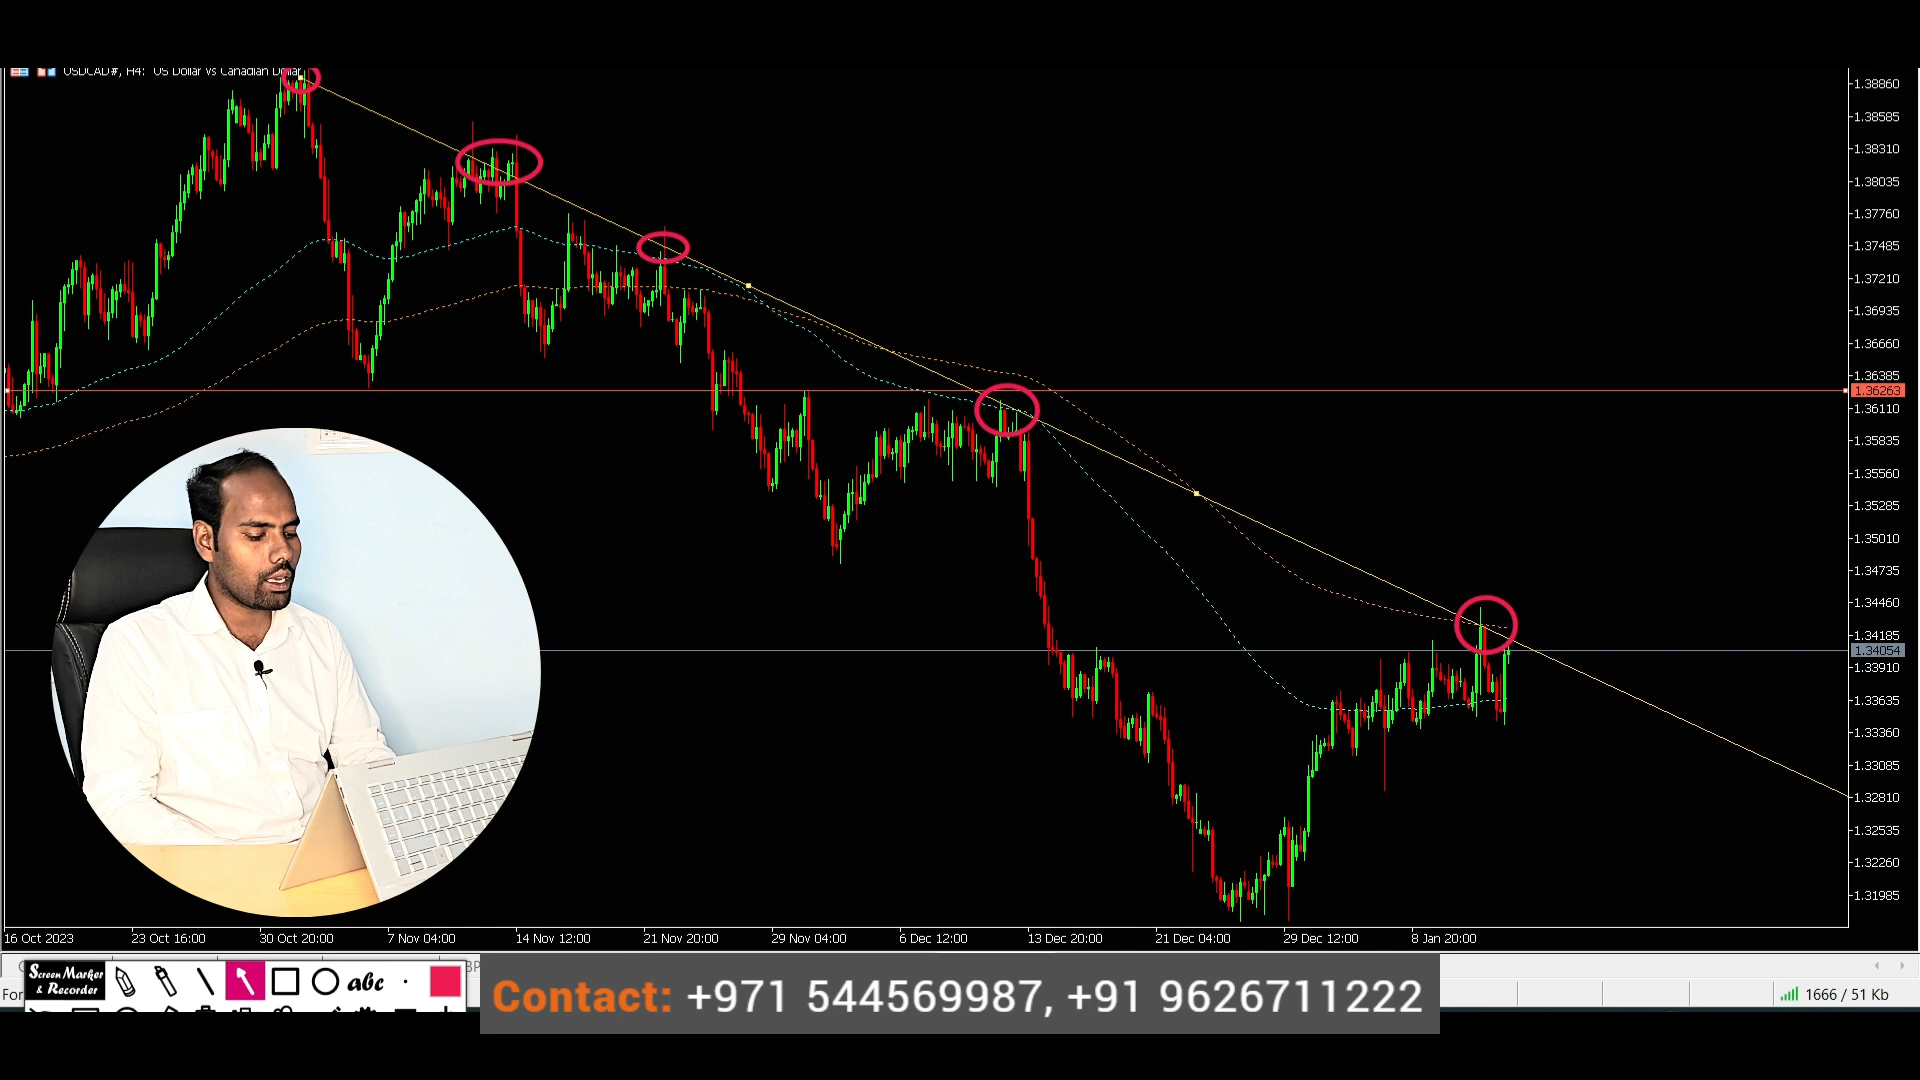 USDCAD#, H4: US Dollar vs Canadian Dollar
1.38860
1.38585
1.38310
1.38035
1.37760
1.37485
1.37210
1.36935
1.36660
1.36385
1.36263
1.36110
1.35835
1.35560
1.35285
1.35010
1.34735
1.34460
1.34185
1.34054
1.33910
1.33635
1.33360
1.33085
1.32810
1.32535
1.32260
1.31985
16 Oct 2023
23 Oct 16:00
30 Oct 20:00
7 Nov 04:00
14 Nov 12:00
21 Nov 20:00
29 Nov 04:00
6 Dec 12:00
13 Dec 20:00
21 Dec 04:00
29 Dec 12:00
8 Jan 20:00
Screen Marker
& Recorder
abc
For
Contact: +971 544569987, +91 9626711222
1666 / 51 Kb